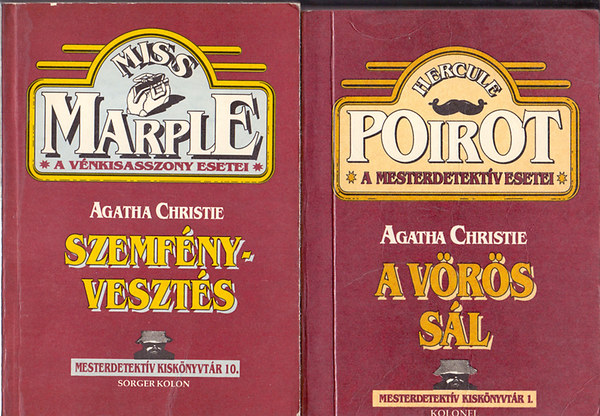 MISS
MARPLE
* A VÉNKISASSZONY ESETEI *
AGATHA CHRISTIE
SZEMFÉNY-
VESZTÉS
MESTERDETEKTÍV KISKÖNYVTÁR 10.
SORGER KOLON
HERCULE
POIROT
* A MESTERDETEKTÍV ESETEI *
AGATHA CHRISTIE
A VÖRÖS
SÁL
MESTERDETEKTÍV KISKÖNYVTÁR 1.
KOLONEL